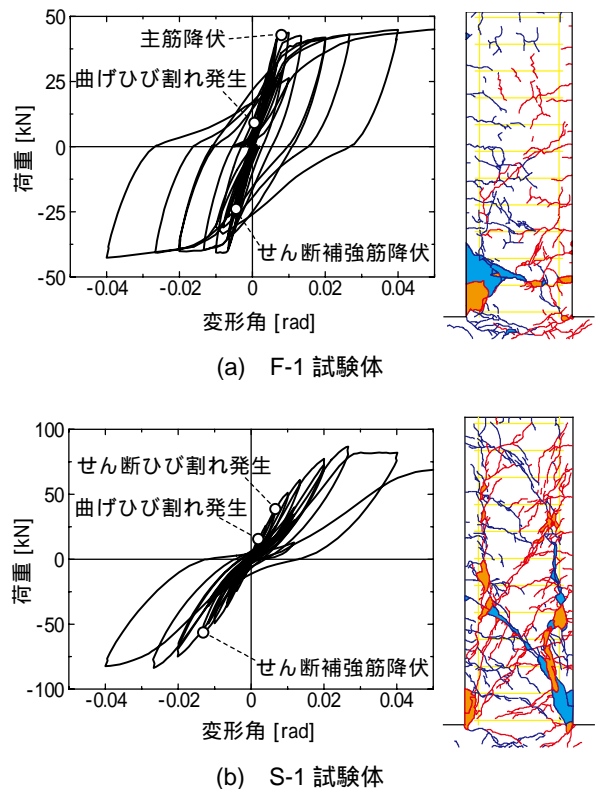 50
25
0
-25
-50
荷重 [kN]
主筋降伏
曲げひび割れ発生
せん断補強筋降伏
-0.04 -0.02 0 0.02 0.04
変形角 [rad]
(a) F-1 試験体
100
50
0
-50
-100
荷重 [kN]
せん断ひび割れ発生
曲げひび割れ発生
せん断補強筋降伏
-0.04 -0.02 0 0.02 0.04
変形角 [rad]
(b) S-1 試験体